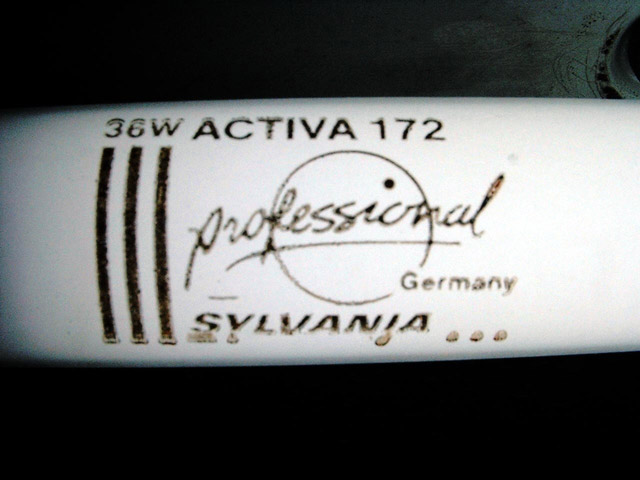 36W ACTIVA 172
professional
Germany
SYLVANIA